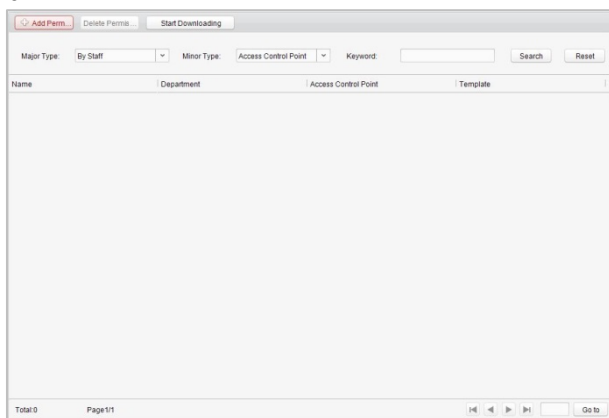 Add Perm... Delete Permis... Start Downloading
Major Type: By Staff Minor Type: Access Control Point Keyword: Search Reset
Name Department Access Control Point Template
Total:0 Page1/1 Go to